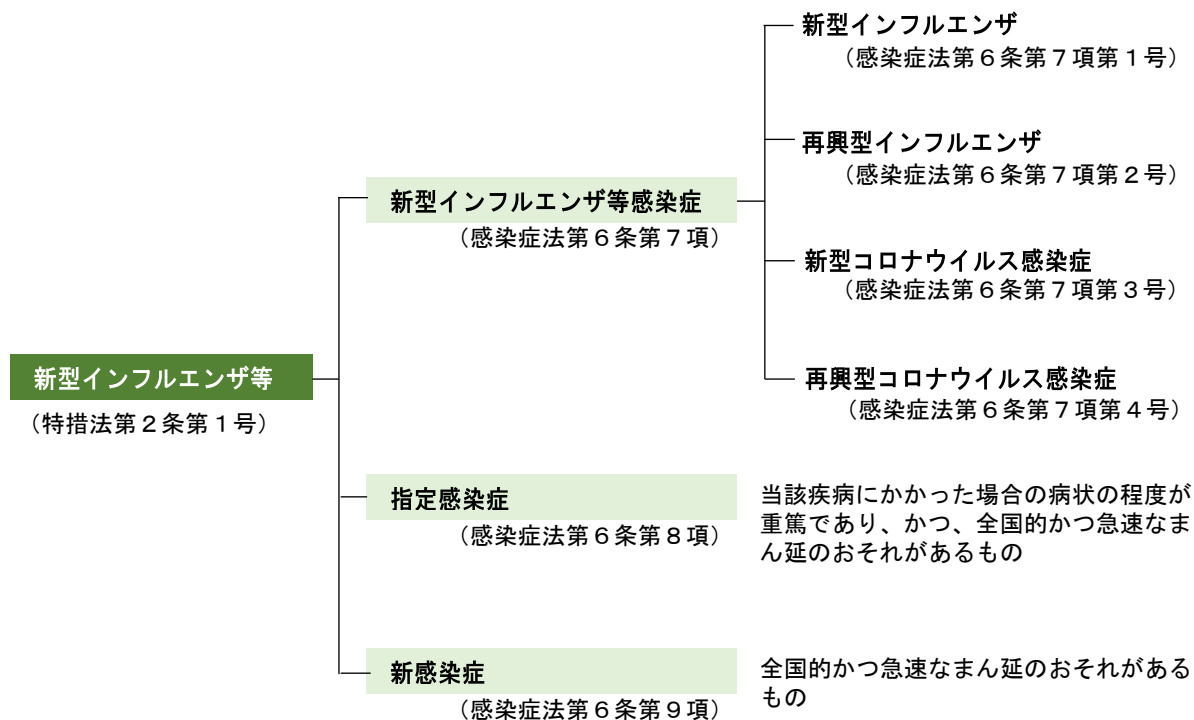 新型インフルエンザ
（感染症法第６条第７項第１号）
再興型インフルエンザ
（感染症法第６条第７項第２号）
新型インフルエンザ等感染症
（感染症法第６条第７項）
新型コロナウイルス感染症
（感染症法第６条第７項第３号）
再興型コロナウイルス感染症
（感染症法第６条第７項第４号）
新型インフルエンザ等
（特措法第２条第１号）
指定感染症
（感染症法第６条第８項）
当該疾病にかかった場合の病状の程度が
重篤であり、かつ、全国的かつ急速なま
ん延のおそれがあるもの
新感染症
（感染症法第６条第９項）
全国的かつ急速なまん延のおそれがある
もの